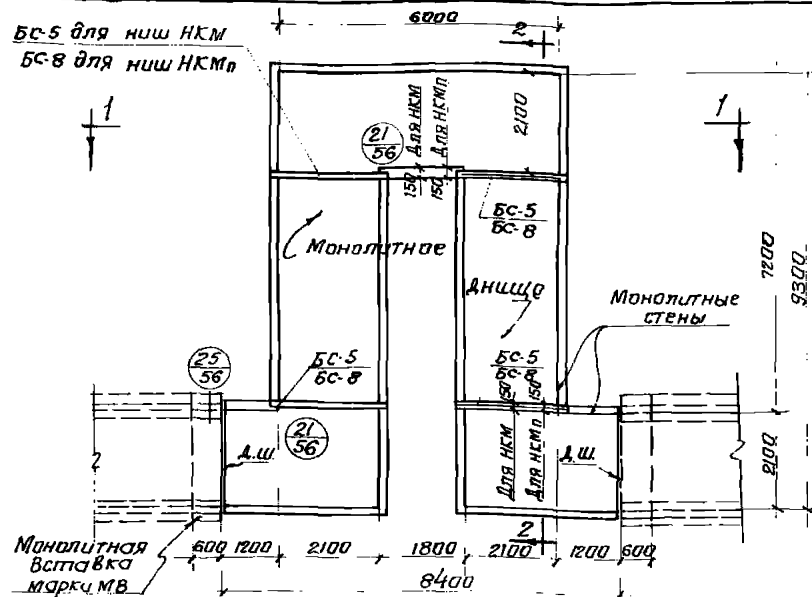 6000
2
БС-5 для ниш НКМ
БС-8 для ниш НКМп
1
1
21
56
Для НКМ
Для НКМп
2100
150
150
БС-5
БС-8
Монолитное
Днище
Монолитные
стены
7200
9300
25
56
БС-5
БС-8
БС-5
БС-8
150
150
21
56
Д.Ш.
Для НКМ
Для НКМп
Д.Ш.
2100
2
Монолитная
вставка
марки МВ
600 1200 2100 1800 2100 1200 600
8400